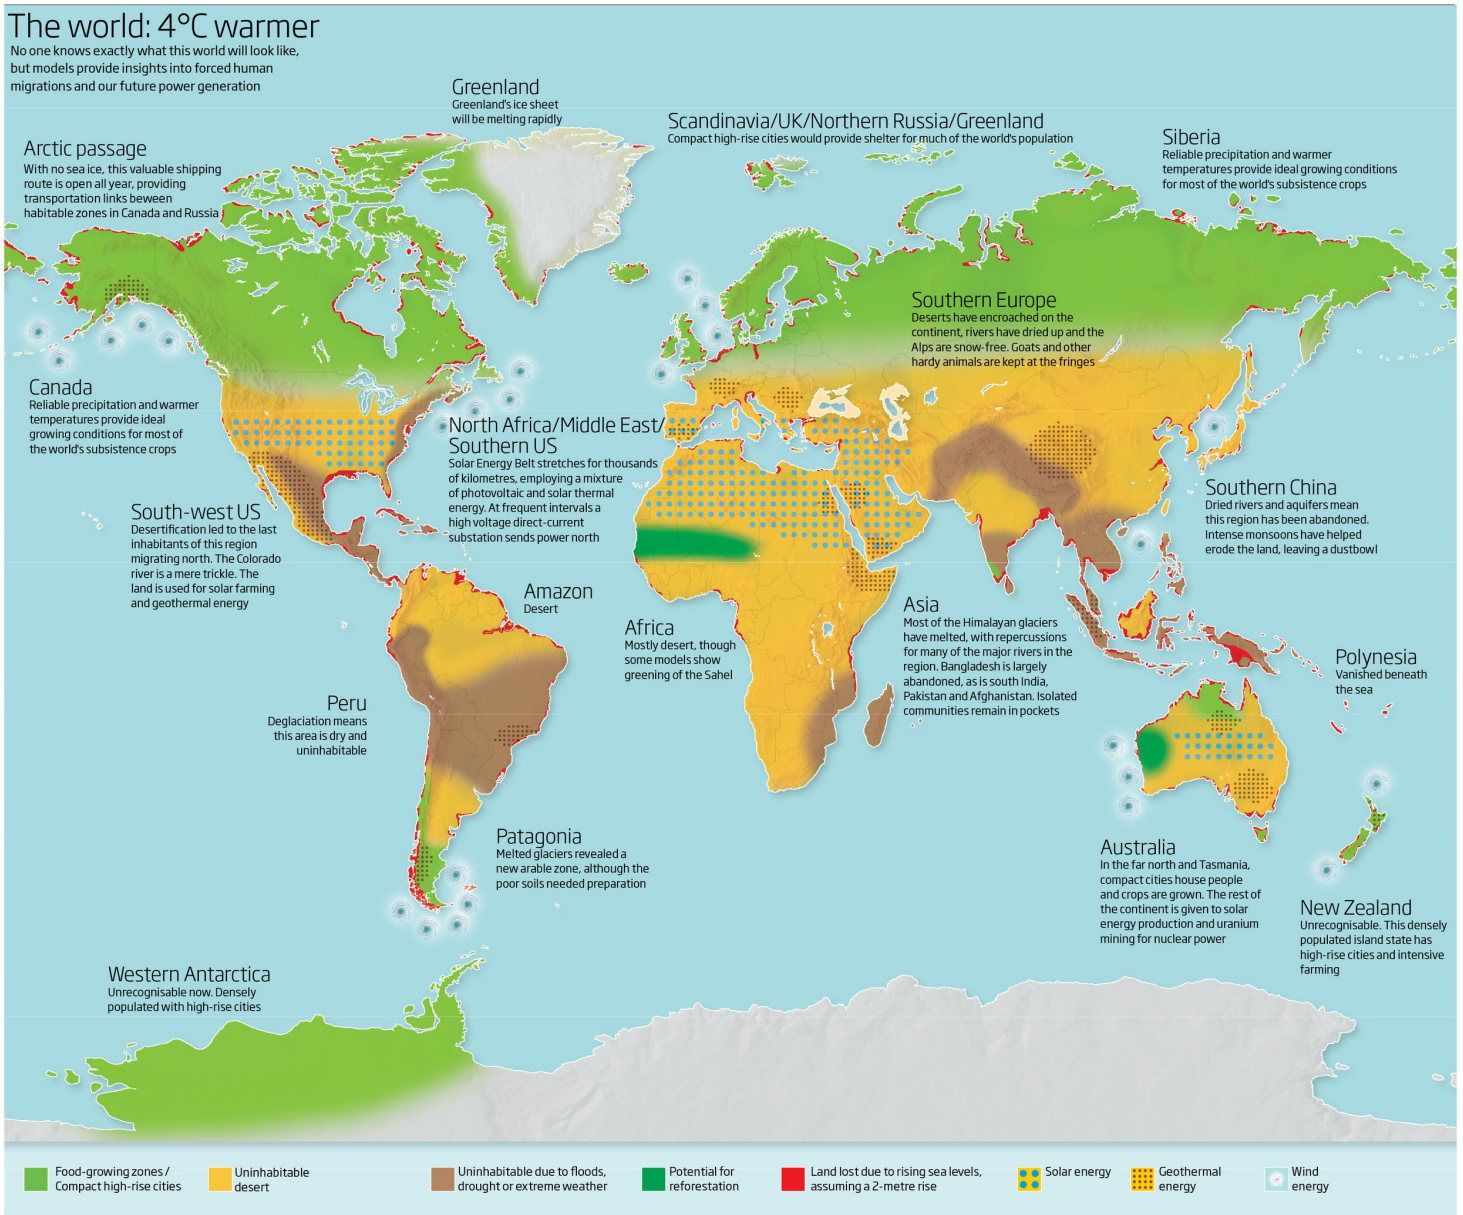 The world: 4°C warmer
No one knows exactly what this world will look like,
but models provide insights into forced human
migrations and our future power generation
Greenland
Greenland's ice sheet
will be melting rapidly
Scandinavia/UK/Northern Russia/Greenland
Compact high-rise cities would provide shelter for much of the world's population
Siberia
Reliable precipitation and warmer
temperatures provide ideal growing conditions
for most of the world's subsistence crops
Arctic passage
With no sea ice, this valuable shipping
route is open all year, providing
transportation links beween
habitable zones in Canada and Russia
Southern Europe
Deserts have encroached on the
continent, rivers have dried up and the
Alps are snow-free. Goats and other
hardy animals are kept at the fringes
Canada
Reliable precipitation and warmer
temperatures provide ideal
growing conditions for most of
the world's subsistence crops
North Africa/Middle East/
Southern US
Solar Energy Belt stretches for thousands
of kilometres, employing a mixture
of photovoltaic and solar thermal
energy. At frequent intervals a
high voltage direct-current
substation sends power north
South-west US
Desertification led to the last
inhabitants of this region
migrating north. The Colorado
river is a mere trickle. The
land is used for solar farming
and geothermal energy
Southern China
Dried rivers and aquifers mean
this region has been abandoned.
Intense monsoons have helped
erode the land, leaving a dustbowl
Amazon
Desert
Africa
Mostly desert, though
some models show
greening of the Sahel
Asia
Most of the Himalayan glaciers
have melted, with repercussions
for many of the major rivers in the
region. Bangladesh is largely
abandoned, as is south India,
Pakistan and Afghanistan. Isolated
communities remain in pockets
Polynesia
Vanished beneath
the sea
Peru
Deglaciation means
this area is dry and
uninhabitable
Patagonia
Melted glaciers revealed a
new arable zone, although the
poor soils needed preparation
Australia
In the far north and Tasmania,
compact cities house people
and crops are grown. The rest of
the continent is given to solar
energy production and uranium
mining for nuclear power
New Zealand
Unrecognisable. This densely
populated island state has
high-rise cities and intensive
farming
Western Antarctica
Unrecognisable now. Densely
populated with high-rise cities
Food-growing zones /
Compact high-rise cities
Uninhabitable
desert
Uninhabitable due to floods,
drought or extreme weather
Potential for
reforestation
Land lost due to rising sea levels,
assuming a 2-metre rise
Solar energy
Geothermal
energy
Wind
energy